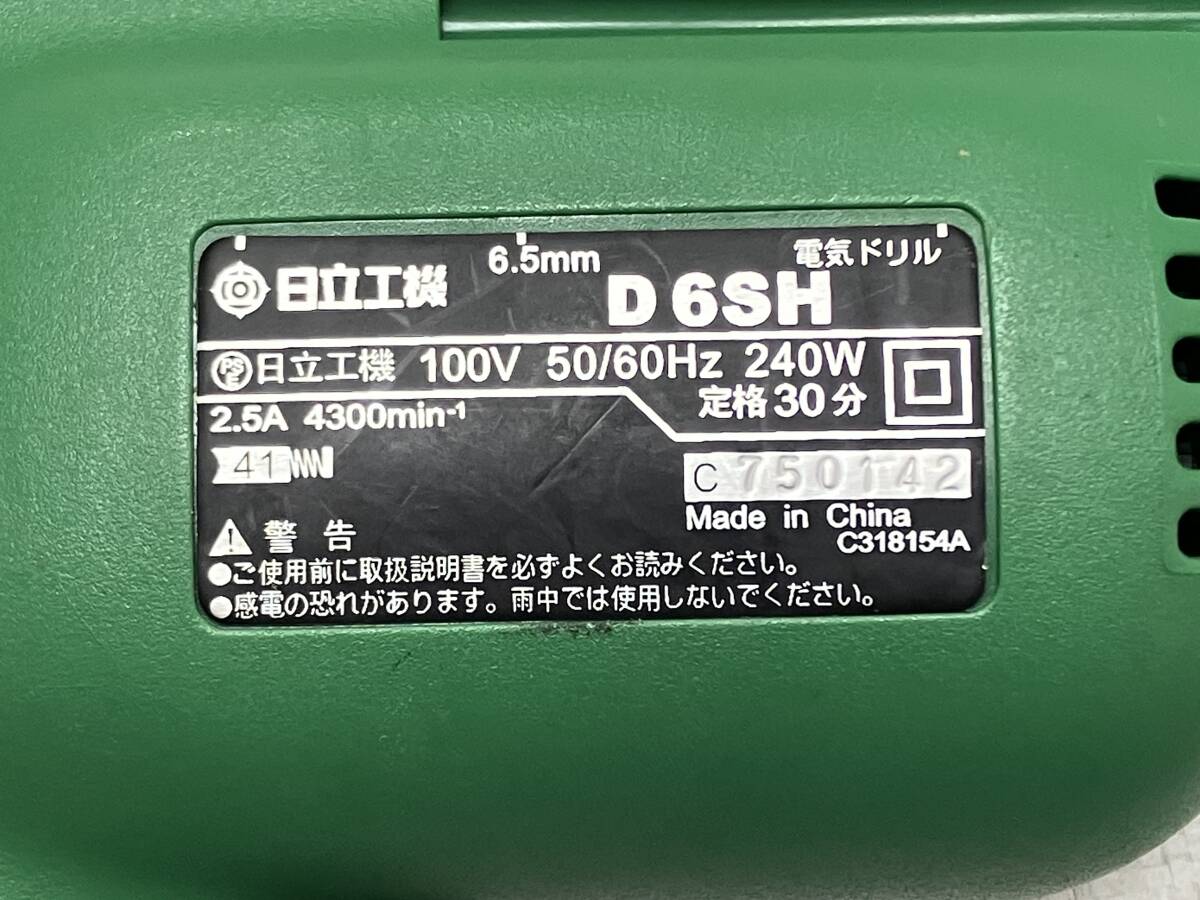 日立工機 6.5mm 電気ドリル
D 6SH
PSE 日立工機 100V 50/60Hz 240W
定格30分
2.5A 4300min-1
41
C 750142
Made in China
C318154A
警告
●ご使用前に取扱説明書を必ずよくお読みください。
●感電の恐れがあります。雨中では使用しないでください。